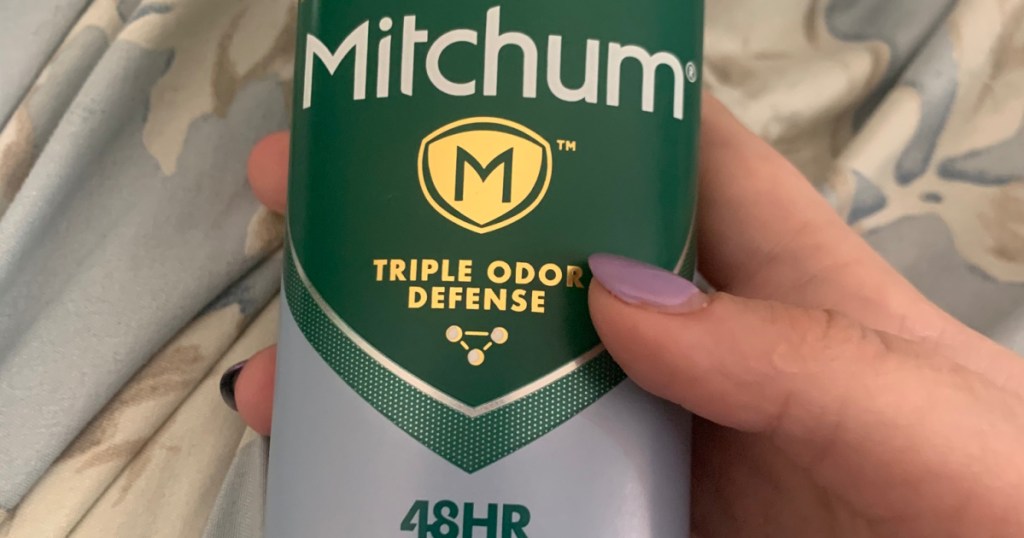 Mitchum®
M™
TRIPLE ODOR
DEFENSE
48HR